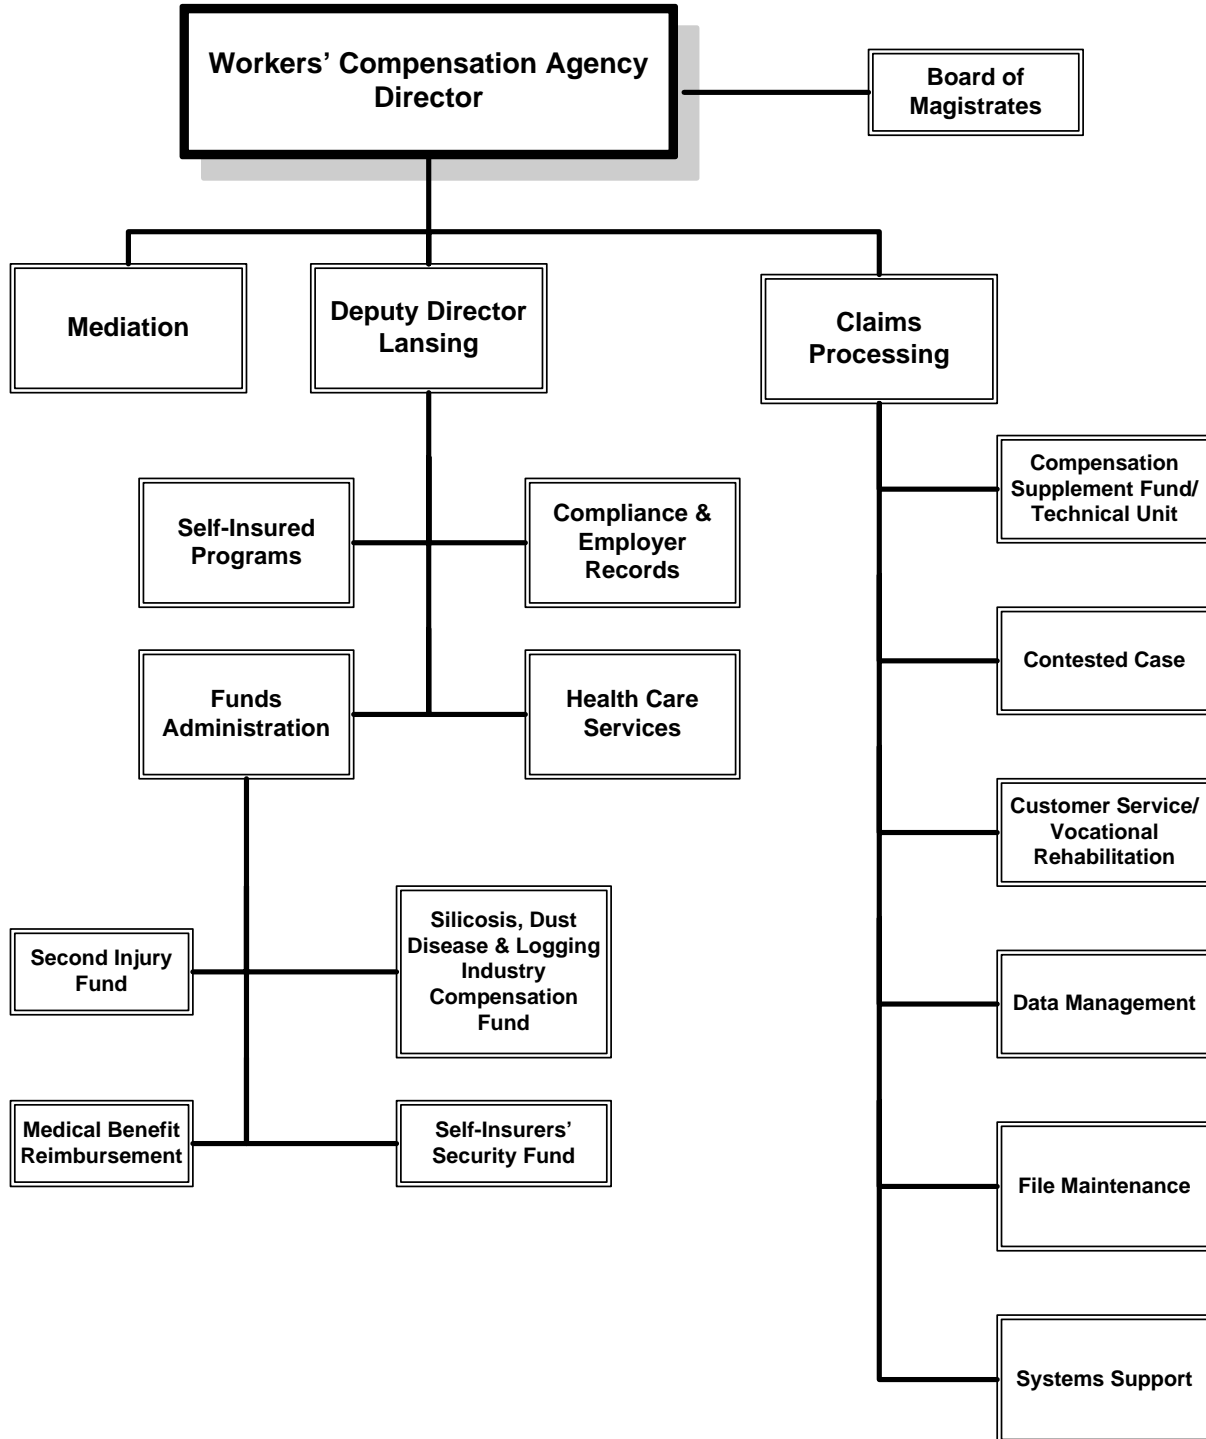 Workers’ Compensation Agency
Director
Board of
Magistrates
Mediation
Deputy Director
Lansing
Claims
Processing
Compensation
Supplement Fund/
Technical Unit
Self-Insured
Programs
Compliance &
Employer
Records
Contested Case
Funds
Administration
Health Care
Services
Customer Service/
Vocational
Rehabilitation
Second Injury
Fund
Silicosis, Dust
Disease & Logging
Industry
Compensation
Fund
Data Management
Medical Benefit
Reimbursement
Self-Insurers’
Security Fund
File Maintenance
Systems Support